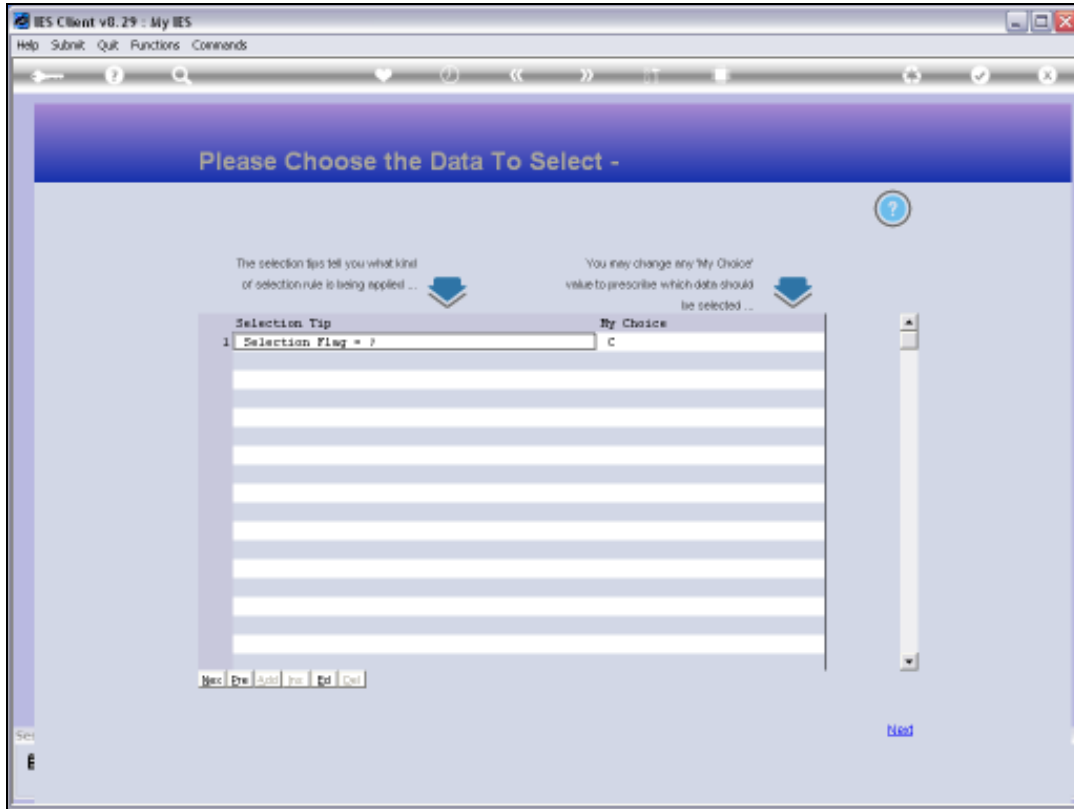 IES Client v8.29 : My IES
Help Submit Quit Functions Commands
Please Choose the Data To Select -
The selection tips tell you what kind
of selection rule is being applied ...
You may change any 'My Choice'
value to prescribe which data should
be selected ...
Selection Tip My Choice
1 Selection Flag = ? C
Nex Pre Add Ins Ed Del
Next